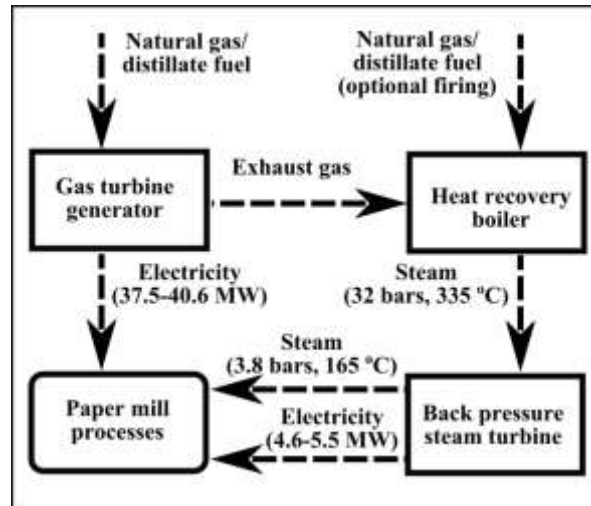 Natural gas/
distillate fuel
Natural gas/
distillate fuel
(optional firing)
Gas turbine
generator
Exhaust gas
Heat recovery
boiler
Electricity
(37.5-40.6 MW)
Steam
(32 bars, 335 °C)
Steam
(3.8 bars, 165 °C)
Paper mill
processes
Electricity
(4.6-5.5 MW)
Back pressure
steam turbine